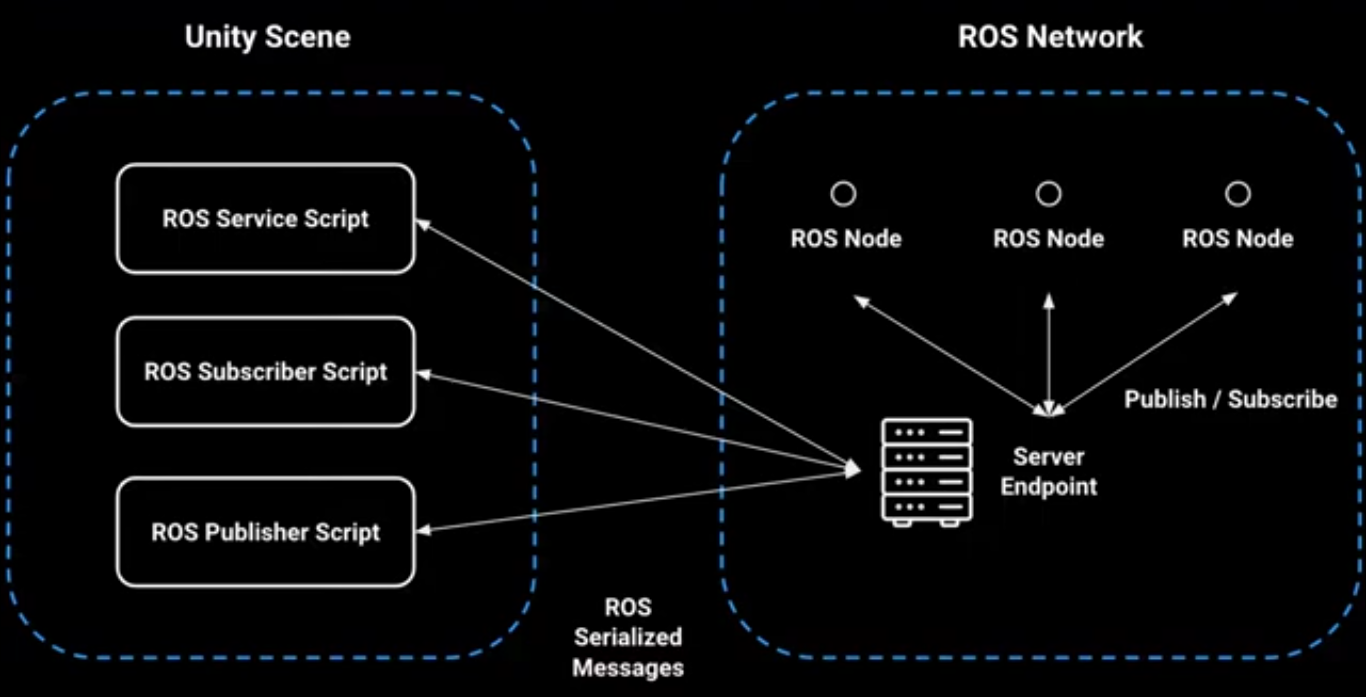 Unity Scene
ROS Network
ROS Service Script
ROS Subscriber Script
ROS Publisher Script
ROS
Serialized
Messages
ROS Node
ROS Node
ROS Node
Publish / Subscribe
Server
Endpoint